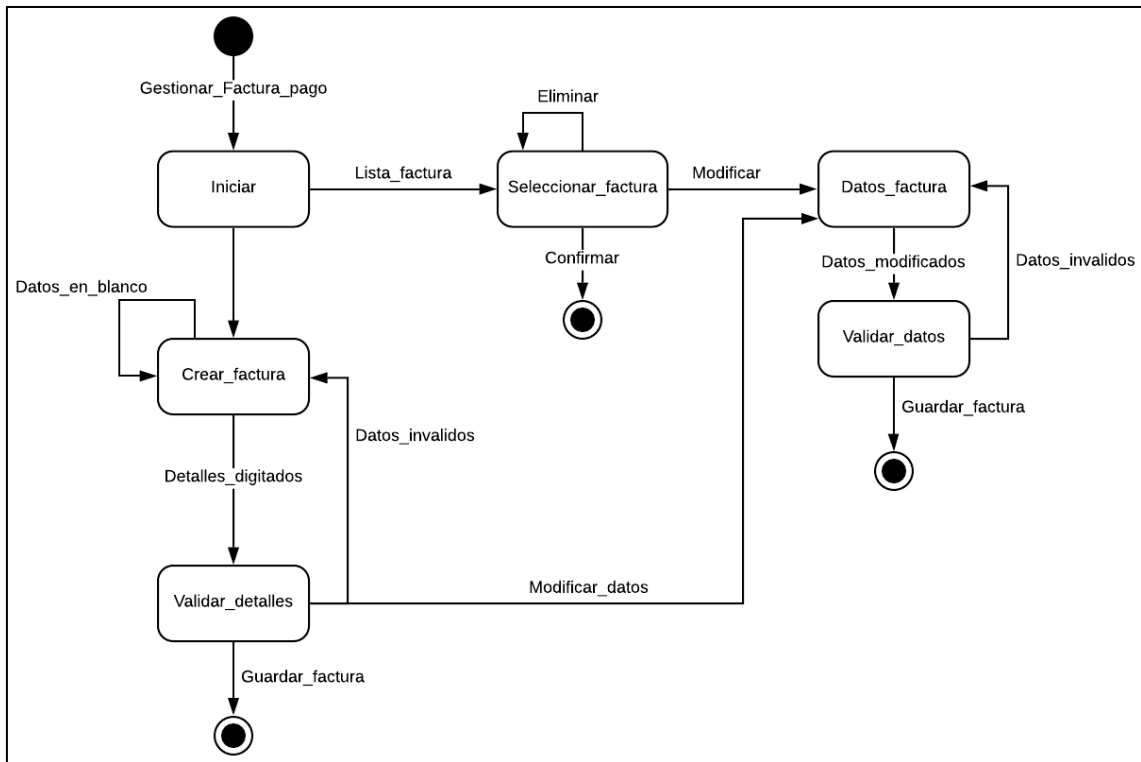 Gestionar_Factura_pago
Eliminar
Iniciar
Lista_factura
Seleccionar_factura
Modificar
Datos_factura
Confirmar
Datos_modificados
Datos_invalidos
Datos_en_blanco
Validar_datos
Crear_factura
Guardar_factura
Datos_invalidos
Detalles_digitados
Modificar_datos
Validar_detalles
Guardar_factura